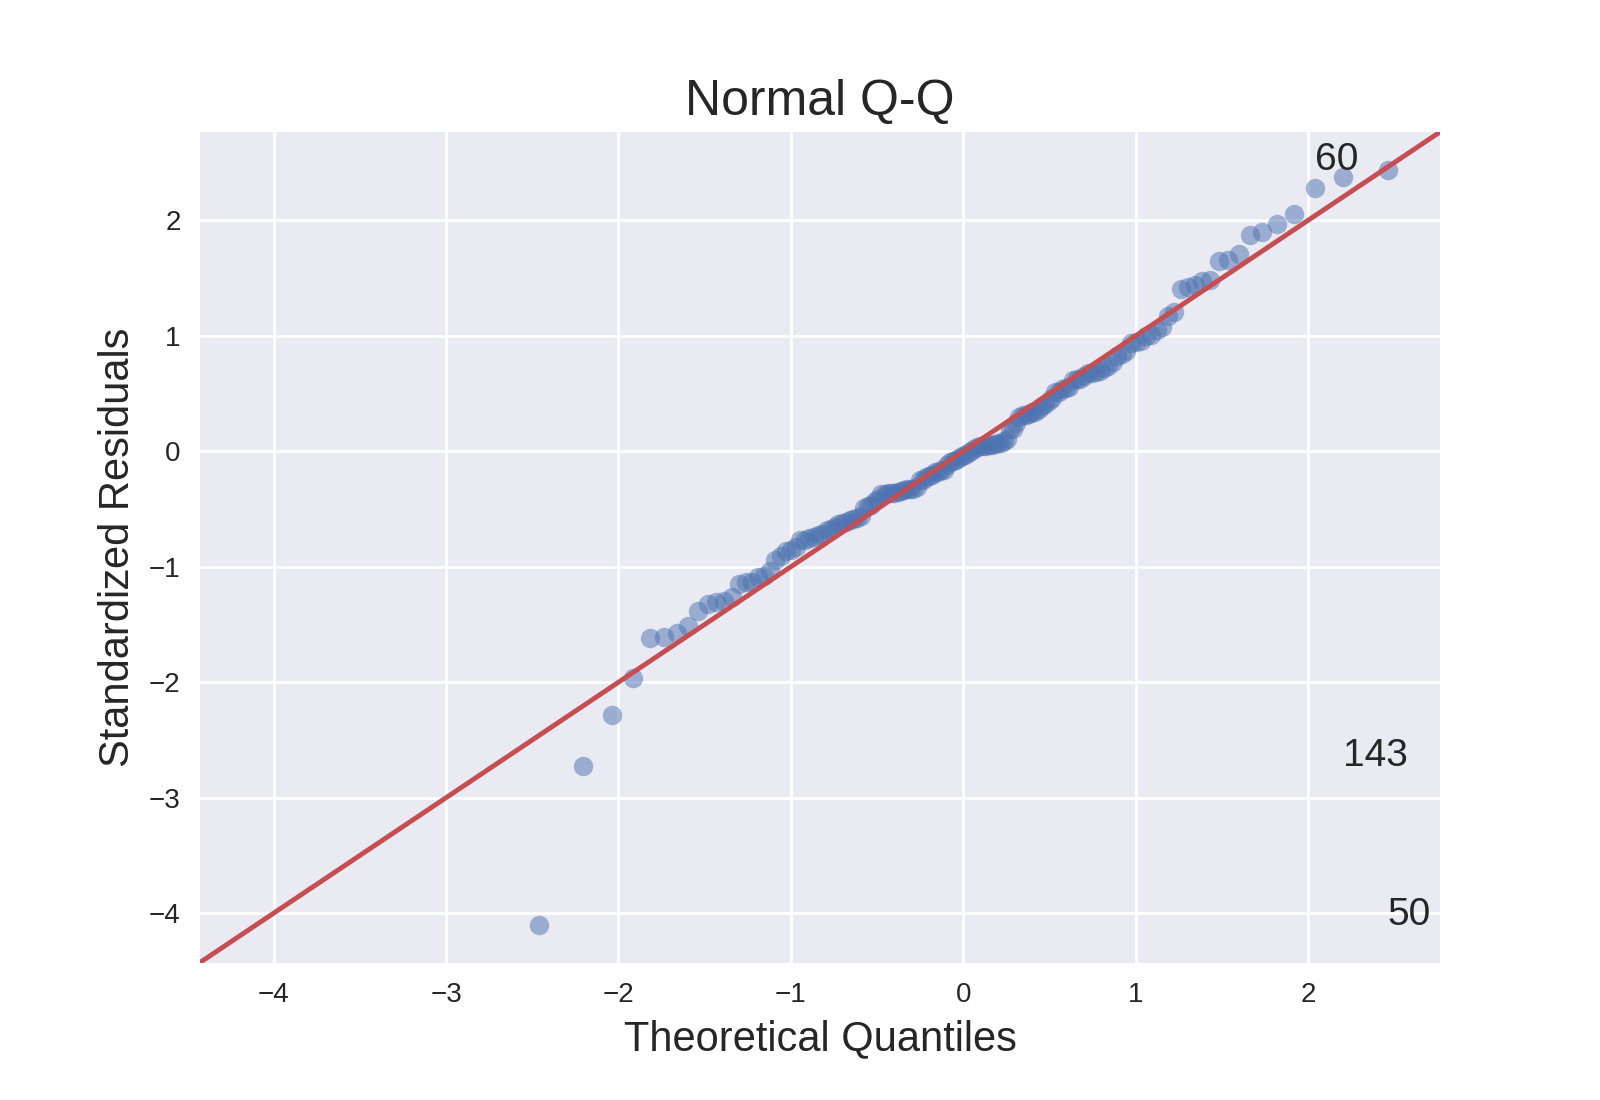 Normal Q-Q
60
2
1
0
−1
−2
−3
−4
143
50
Standardized Residuals
−4 −3 −2 −1 0 1 2
Theoretical Quantiles